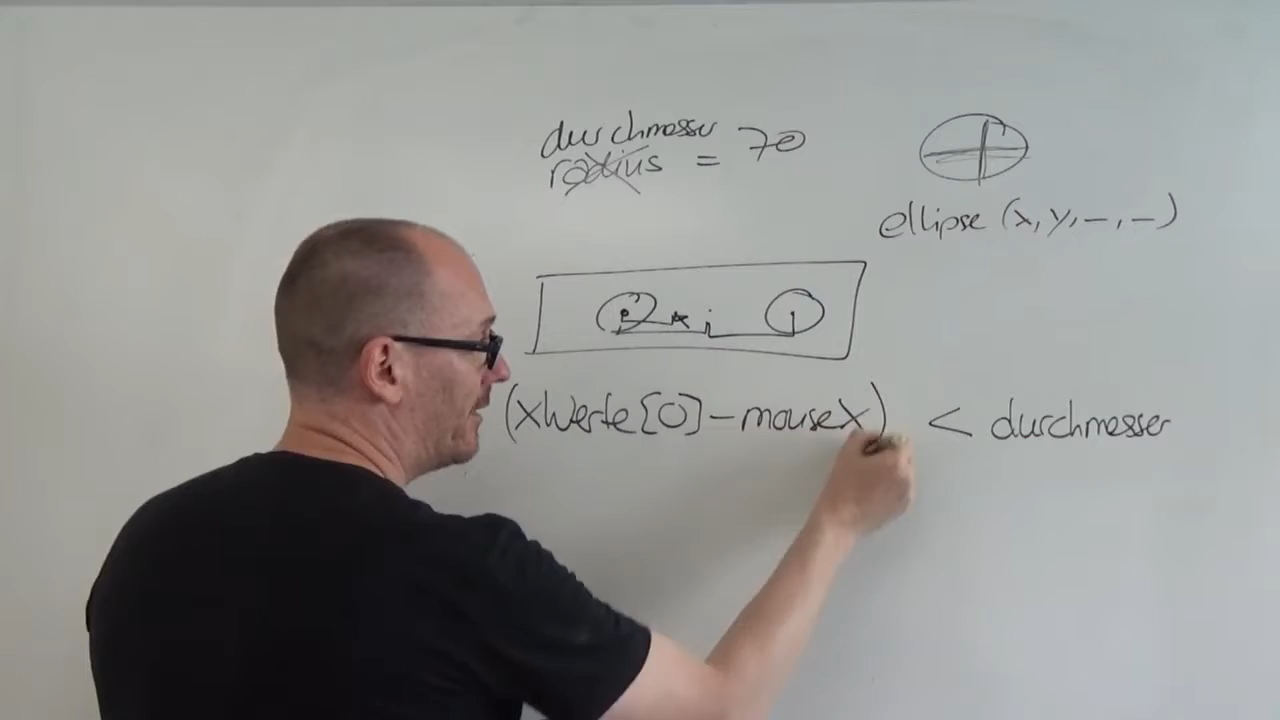 durchmesser
radius = 70
ellipse (x, y, –, –)
(xWerte[0] – mouseX) < durchmesser